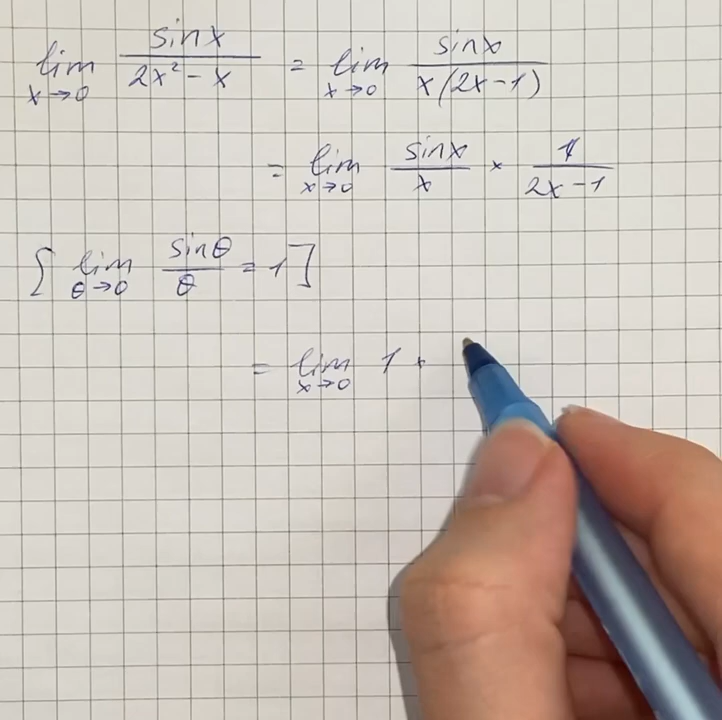 lim x→0 sinx / 2x² - x = lim x→0 sinx / x(2x-1)
= lim x→0 sinx / x × 1 / 2x-1
[ lim θ→0 sinθ / θ = 1 ]
= lim x→0 1 ×